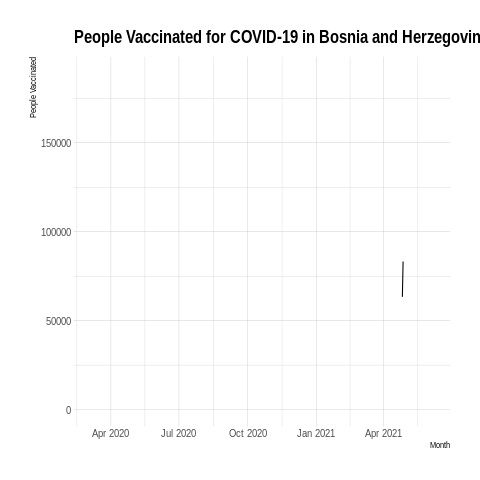 People Vaccinated for COVID-19 in Bosnia and Herzegovin
People Vaccinated
150000
100000
50000
0
Apr 2020 Jul 2020 Oct 2020 Jan 2021 Apr 2021
Month